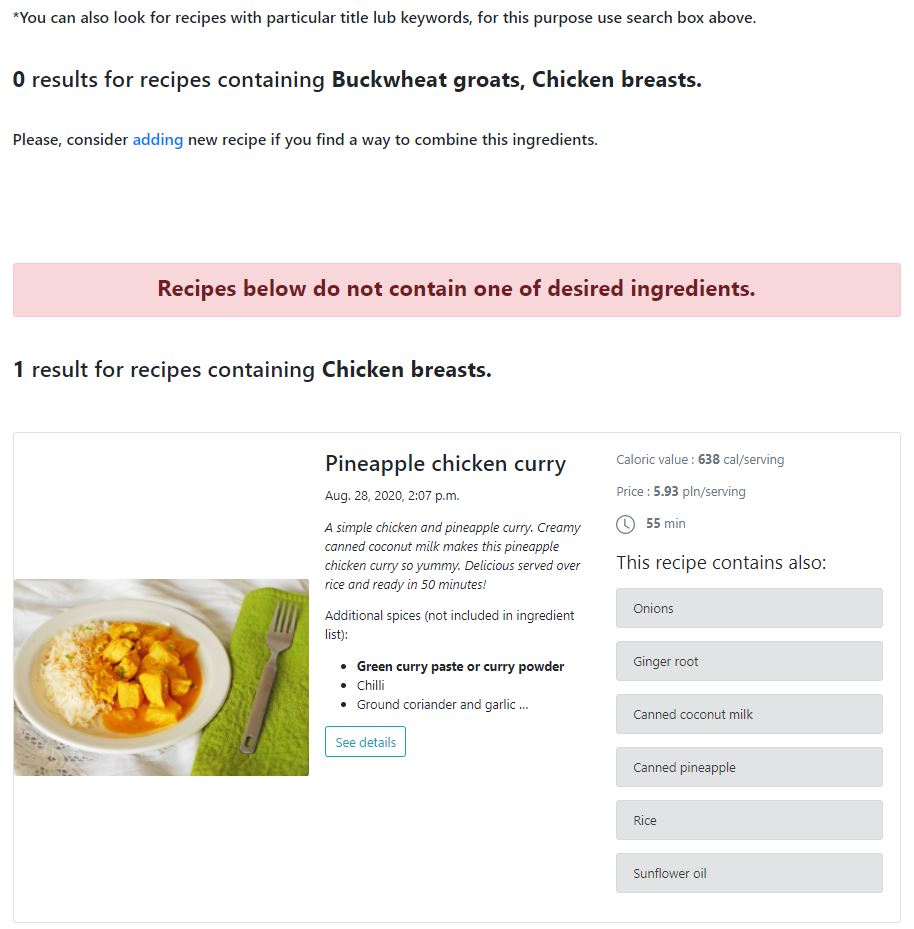 *You can also look for recipes with particular title lub keywords, for this purpose use search box above.
0 results for recipes containing Buckwheat groats, Chicken breasts.
Please, consider adding new recipe if you find a way to combine this ingredients.
Recipes below do not contain one of desired ingredients.
1 result for recipes containing Chicken breasts.
Pineapple chicken curry
Aug. 28, 2020, 2:07 p.m.
A simple chicken and pineapple curry. Creamy
canned coconut milk makes this pineapple
chicken curry so yummy. Delicious served over
rice and ready in 50 minutes!
Additional spices (not included in ingredient
list):
• Green curry paste or curry powder
• Chilli
• Ground coriander and garlic ...
See details
Caloric value : 638 cal/serving
Price : 5.93 pln/serving
55 min
This recipe contains also:
Onions
Ginger root
Canned coconut milk
Canned pineapple
Rice
Sunflower oil